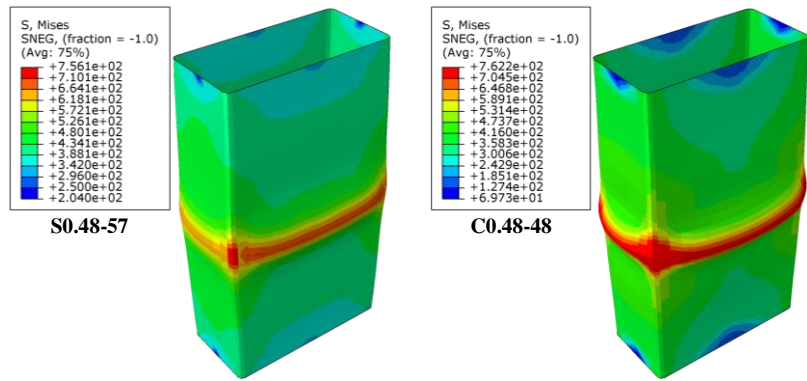 S, Mises
SNEG, (fraction = -1.0)
(Avg: 75%)
+7.561e+02
+7.101e+02
+6.641e+02
+6.181e+02
+5.721e+02
+5.261e+02
+4.801e+02
+4.341e+02
+3.881e+02
+3.420e+02
+2.960e+02
+2.500e+02
+2.040e+02
S0.48-57
S, Mises
SNEG, (fraction = -1.0)
(Avg: 75%)
+7.622e+02
+7.045e+02
+6.468e+02
+5.891e+02
+5.314e+02
+4.737e+02
+4.160e+02
+3.583e+02
+3.006e+02
+2.429e+02
+1.851e+02
+1.274e+02
+6.973e+01
C0.48-48